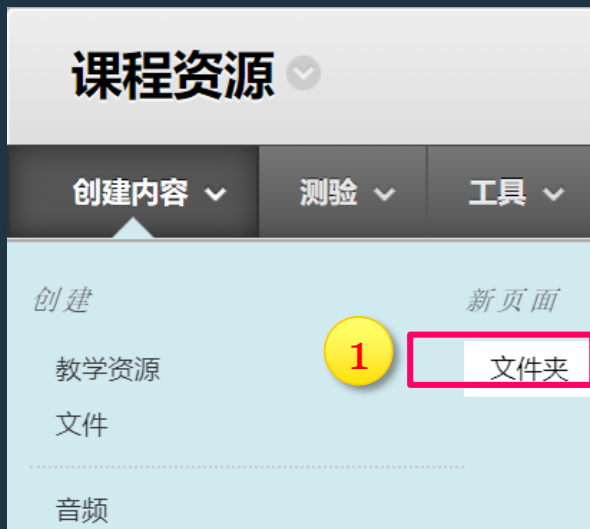 课程资源
创建内容 测验 工具
创建 新页面
教学资源 1 文件夹
文件
音频